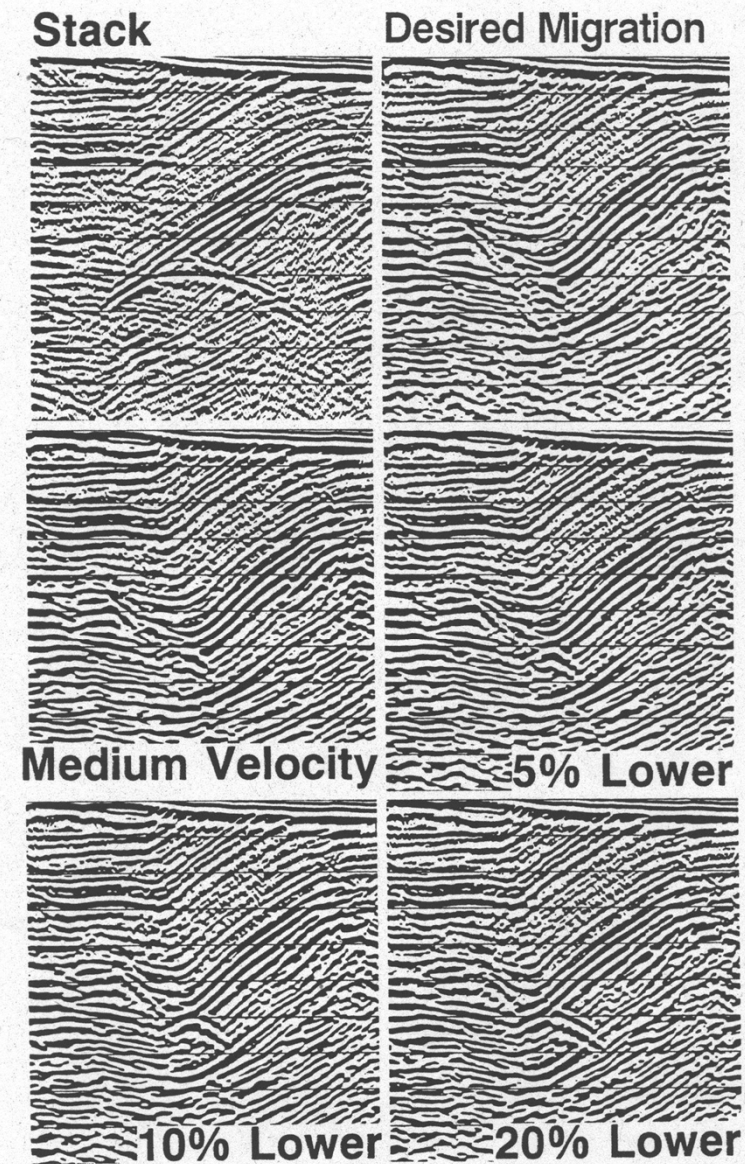 Stack
Desired Migration
Medium Velocity
5% Lower
10% Lower
20% Lower